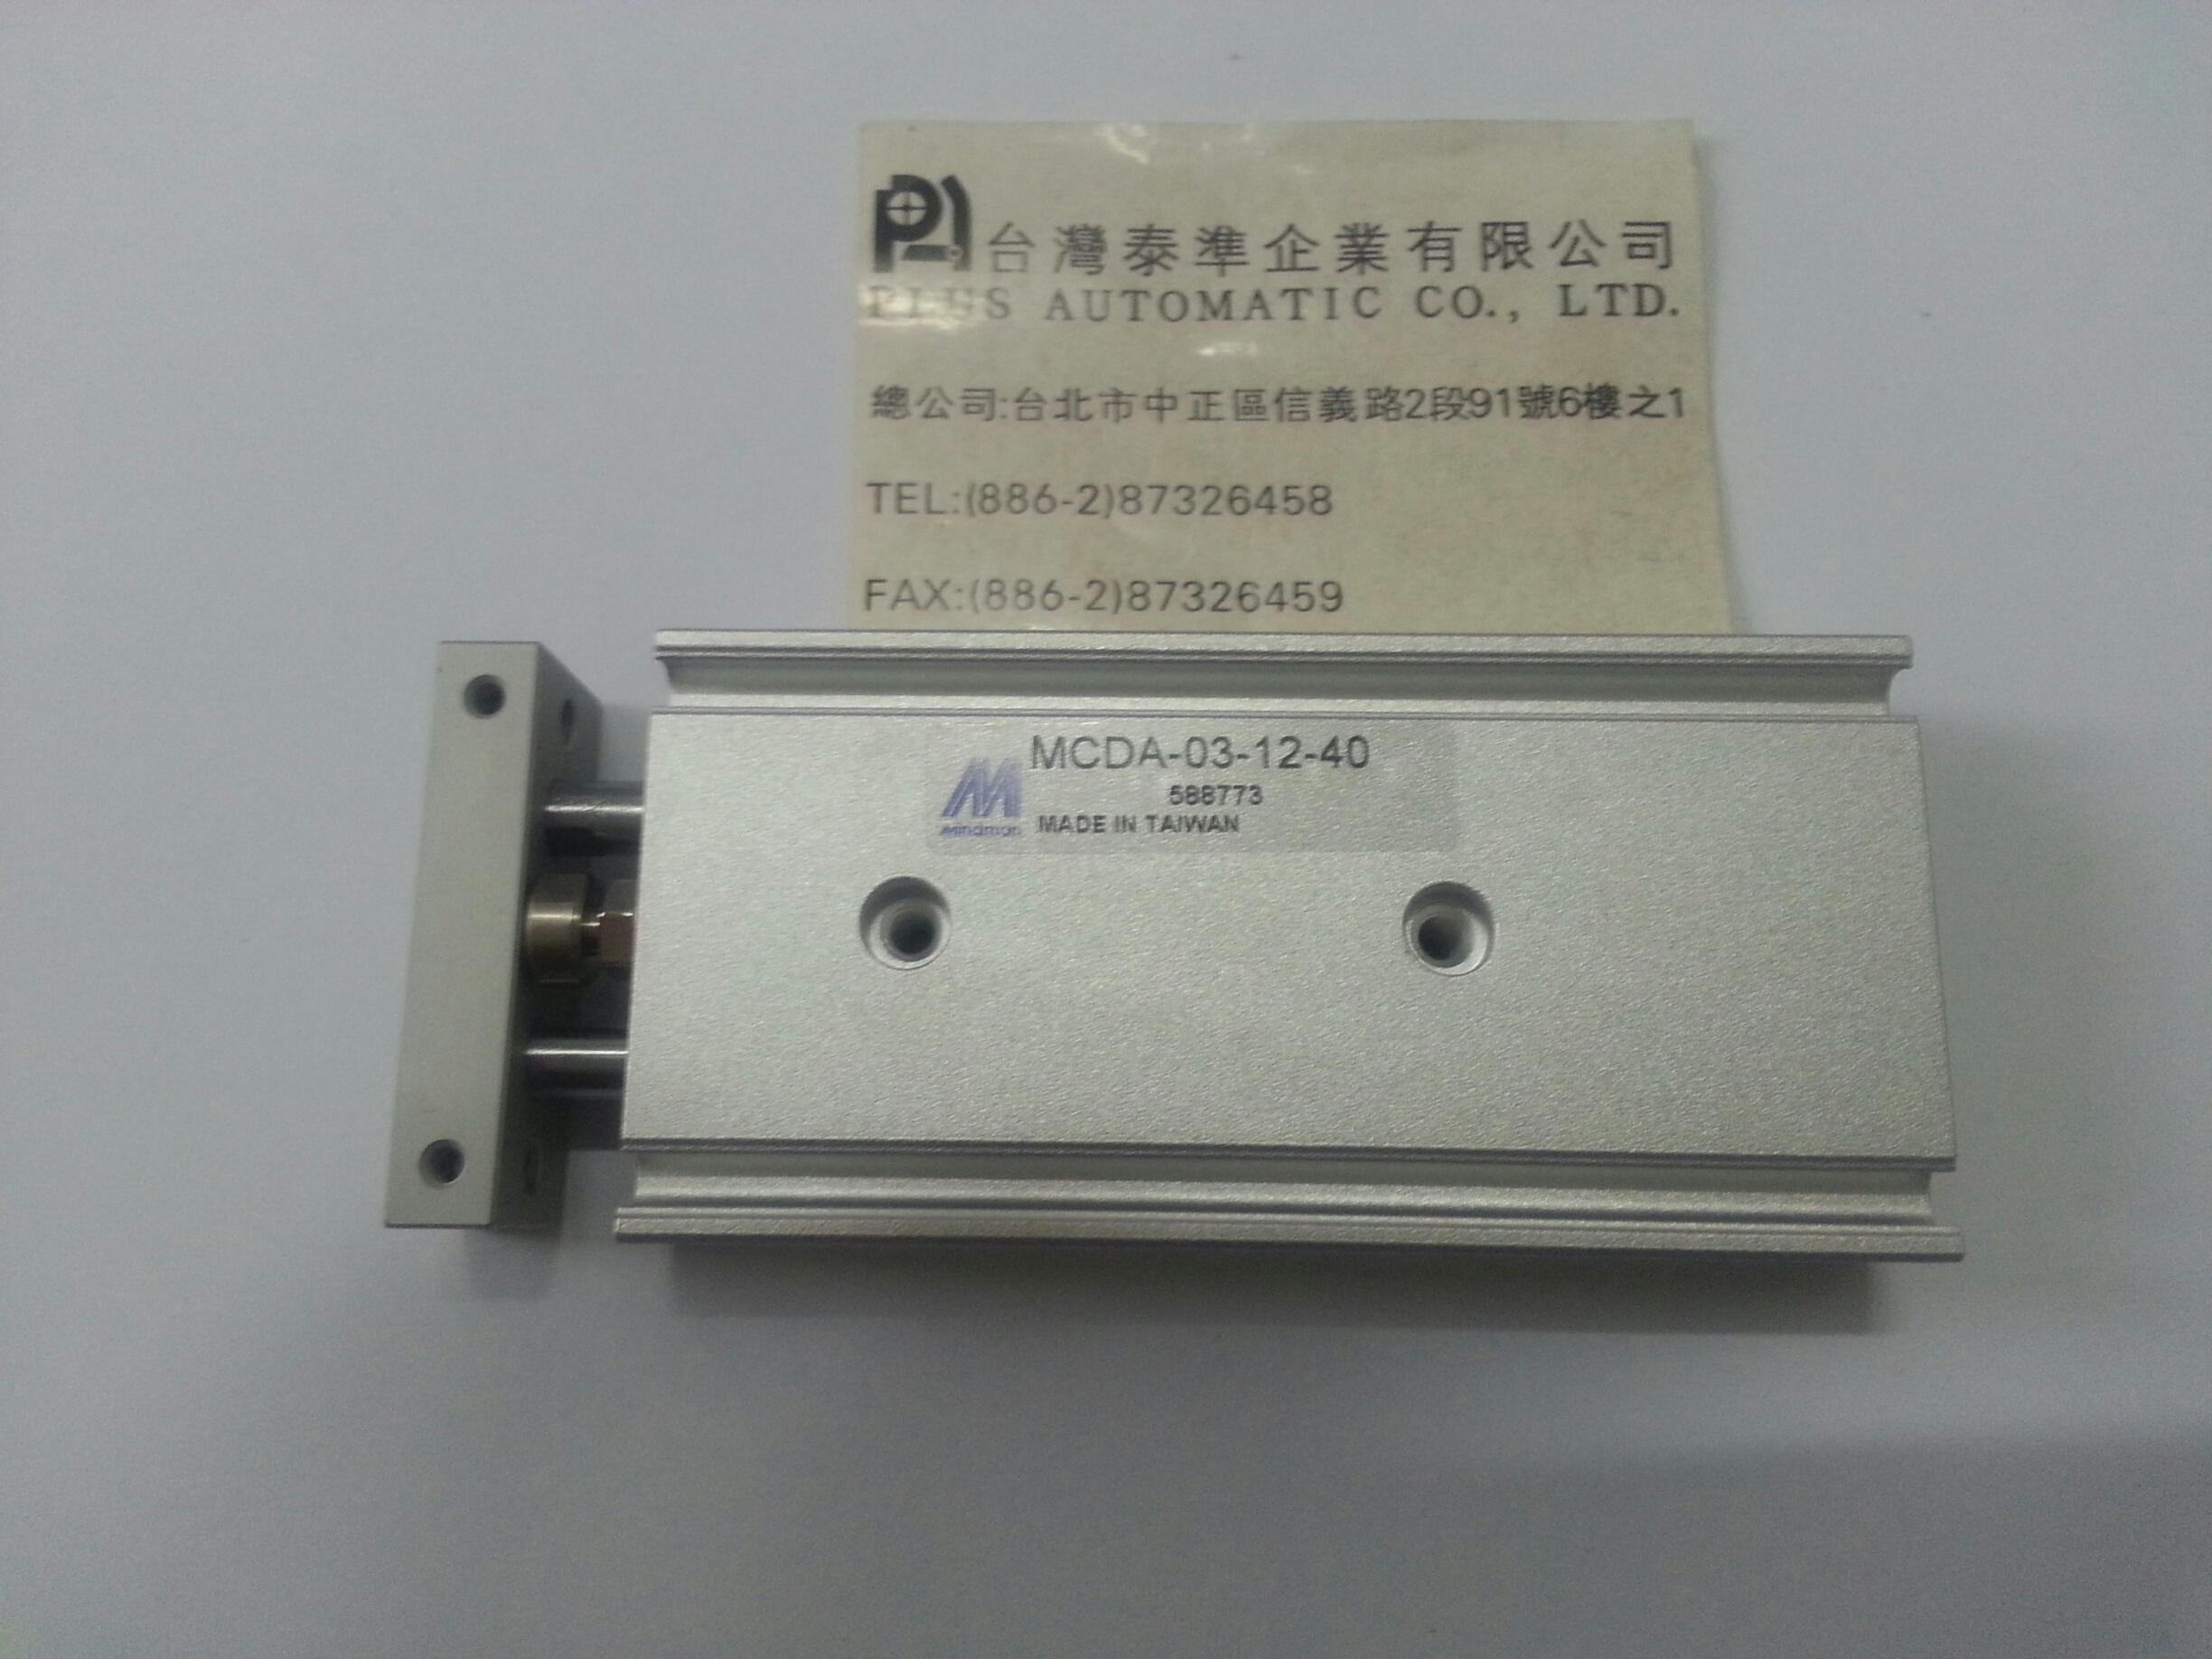 台灣泰準企業有限公司
PLUS AUTOMATIC CO., LTD.
總公司:台北市中正區信義路2段91號6樓之1
TEL:(886-2)87326458
FAX:(886-2)87326459
MCDA-03-12-40
588773
Mindman MADE IN TAIWAN